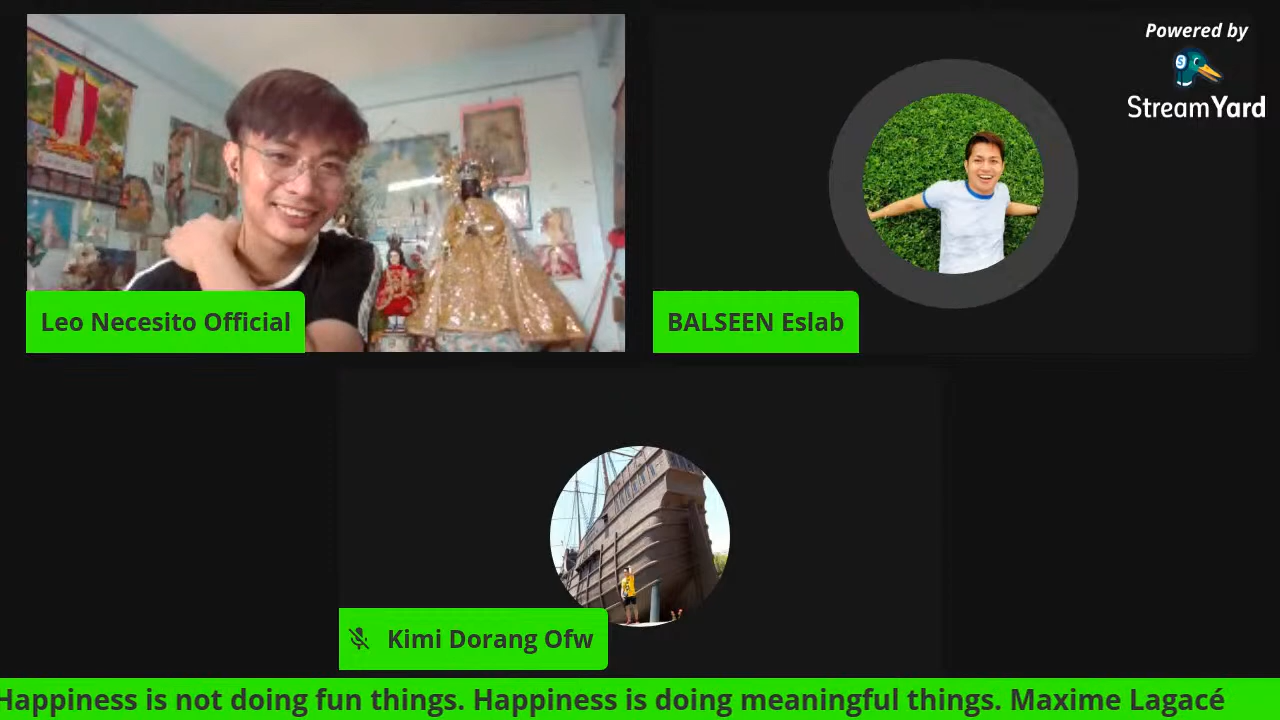 Powered by
StreamYard
Leo Necesito Official
BALSEEN Eslab
Kimi Dorang Ofw
Happiness is not doing fun things. Happiness is doing meaningful things. Maxime Lagacé